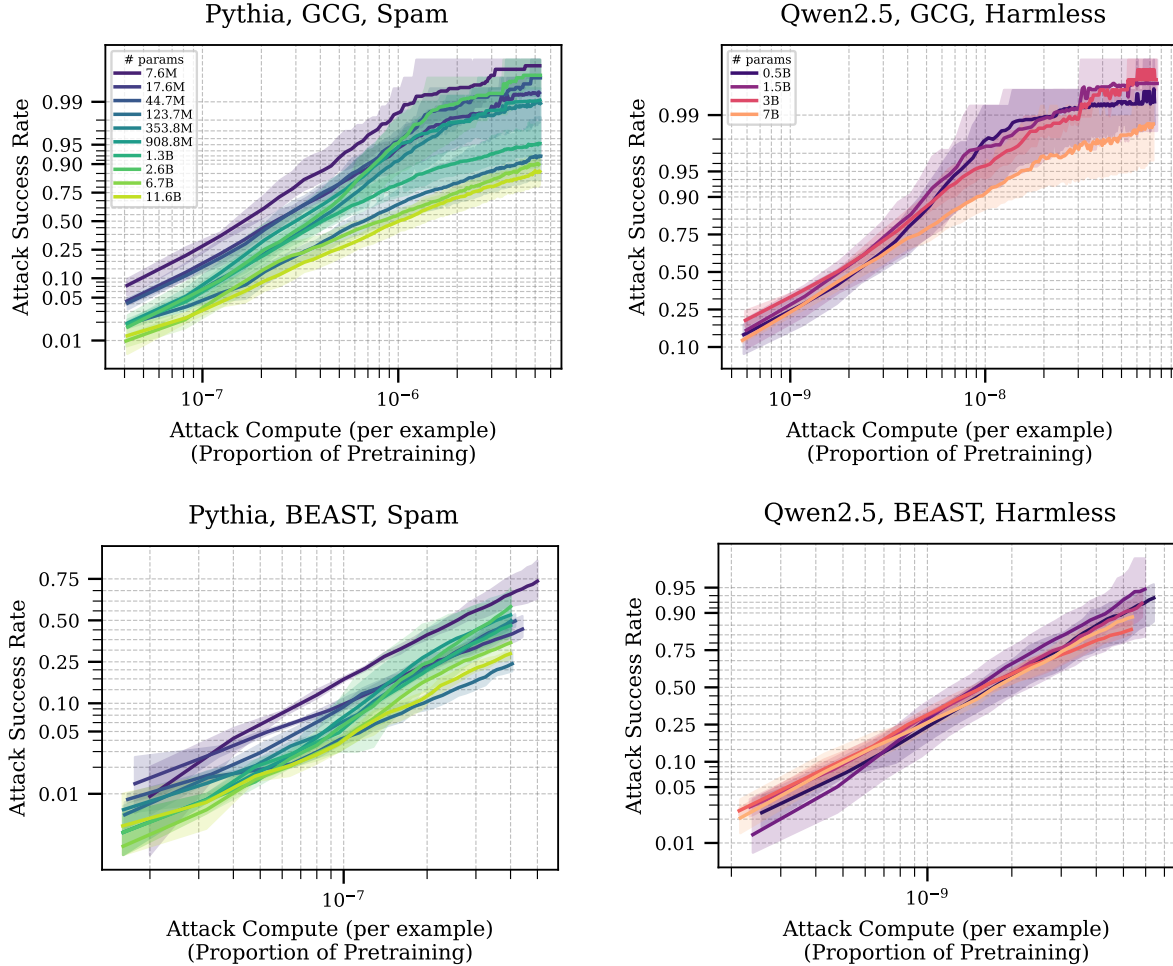 Pythia, GCG, Spam
Attack Success Rate
0.99
0.95
0.90
0.75
0.50
0.25
0.10
0.05
0.01
# params
7.6M
17.6M
44.7M
123.7M
353.8M
908.8M
1.3B
2.6B
6.7B
11.6B
10⁻⁷
10⁻⁶
Attack Compute (per example)
(Proportion of Pretraining)
Qwen2.5, GCG, Harmless
Attack Success Rate
0.99
0.95
0.90
0.75
0.50
0.25
0.10
# params
0.5B
1.5B
3B
7B
10⁻⁹
10⁻⁸
Attack Compute (per example)
(Proportion of Pretraining)
Pythia, BEAST, Spam
Attack Success Rate
0.75
0.50
0.25
0.10
0.05
0.01
10⁻⁷
Attack Compute (per example)
(Proportion of Pretraining)
Qwen2.5, BEAST, Harmless
Attack Success Rate
0.95
0.90
0.75
0.50
0.25
0.10
0.05
0.01
10⁻⁹
Attack Compute (per example)
(Proportion of Pretraining)